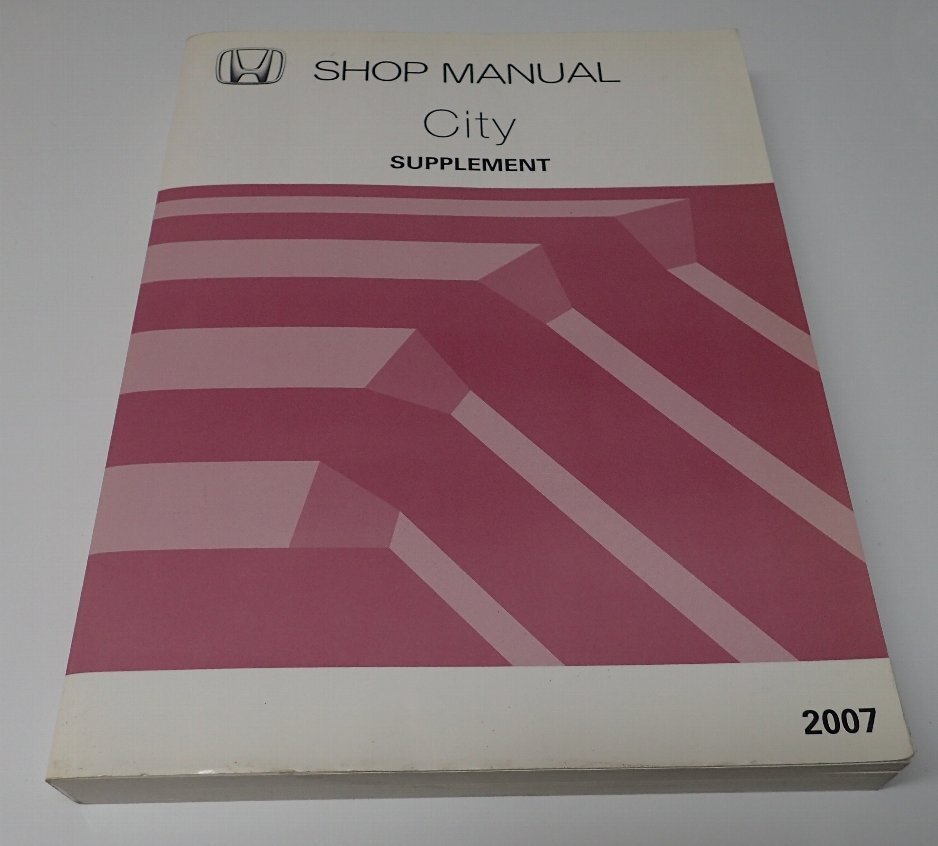 SHOP MANUAL
City
SUPPLEMENT
2007